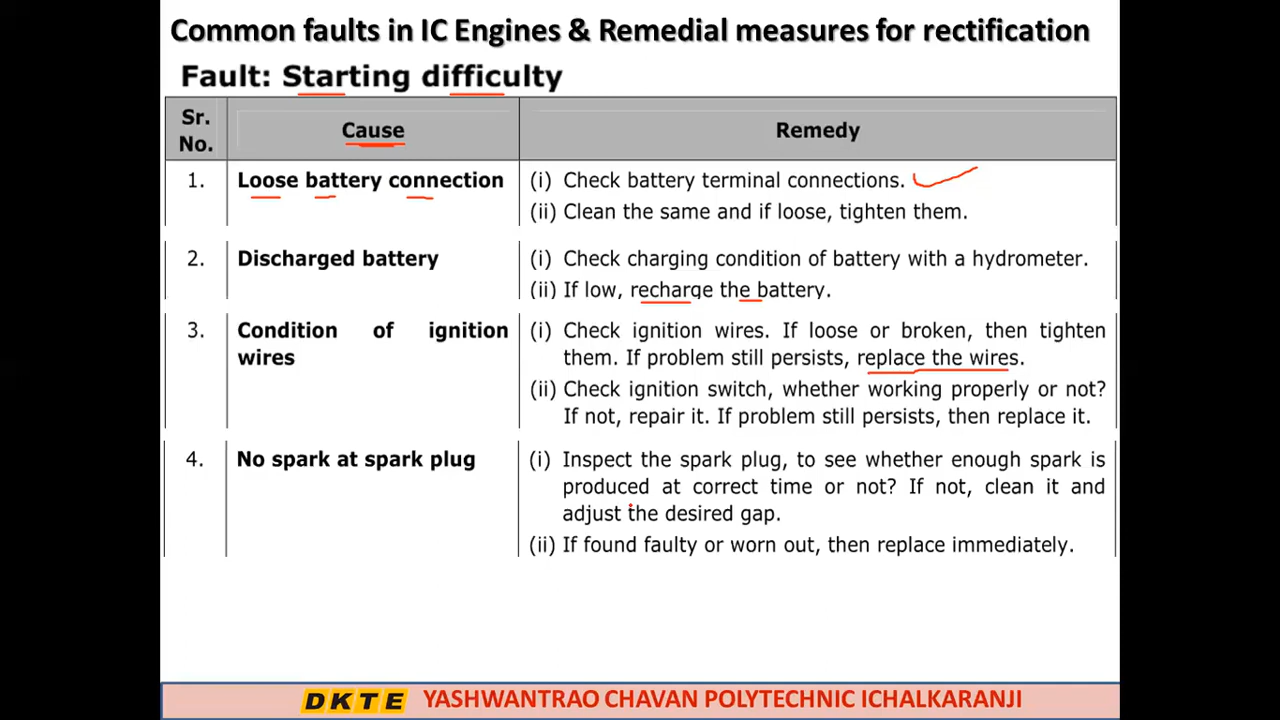 Common faults in IC Engines & Remedial measures for rectification
Fault: Starting difficulty
Sr. No.
Cause
Remedy
1.
Loose battery connection
(i) Check battery terminal connections.
(ii) Clean the same and if loose, tighten them.
2.
Discharged battery
(i) Check charging condition of battery with a hydrometer.
(ii) If low, recharge the battery.
3.
Condition of ignition
wires
(i) Check ignition wires. If loose or broken, then tighten
them. If problem still persists, replace the wires.
(ii) Check ignition switch, whether working properly or not?
If not, repair it. If problem still persists, then replace it.
4.
No spark at spark plug
(i) Inspect the spark plug, to see whether enough spark is
produced at correct time or not? If not, clean it and
adjust the desired gap.
(ii) If found faulty or worn out, then replace immediately.
DKTE YASHWANTRAO CHAVAN POLYTECHNIC ICHALKARANJI